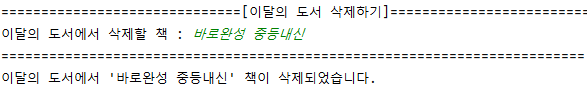 ==============================[이달의 도서 삭제하기]=========================
이달의 도서에서 삭제할 책 : 바로완성 중등내신
=========================================================================
이달의 도서에서 '바로완성 중등내신' 책이 삭제되었습니다.